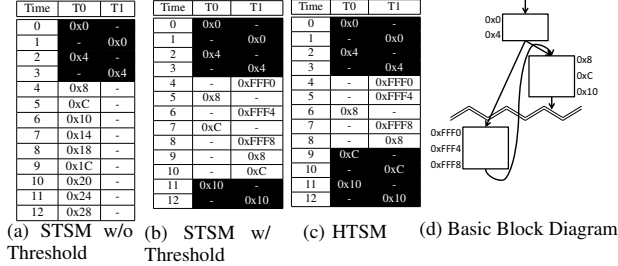 T0 T1
0 0x0 -
1 - 0x0
2 0x4 -
3 - 0x4
4 0x8 -
5 0xC -
6 0x10 -
7 0x14 -
8 0x18 -
9 0x1C -
10 0x20 -
11 0x24 -
12 0x28 -
(a) STSM w/o
Threshold
T0 T1
0 0x0 -
1 - 0x0
2 0x4 -
3 - 0x4
4 - 0xFFF0
5 0x8 -
6 - 0xFFF4
7 0xC -
8 - 0xFFF8
9 - 0x8
10 - 0xC
11 0x10 -
12 - 0x10
(b) STSM w/
Threshold
T0 T1
0 0x0 -
1 - 0x0
2 0x4 -
3 - 0x4
4 - 0xFFF0
5 - 0xFFF4
6 0x8 -
7 - 0xFFF8
8 - 0x8
9 0xC -
10 - 0xC
11 0x10 -
12 - 0x10
(c) HTSM
0x0
0x4
0x8
0xC
0x10
0xFFF0
0xFFF4
0xFFF8
(d) Basic Block Diagram